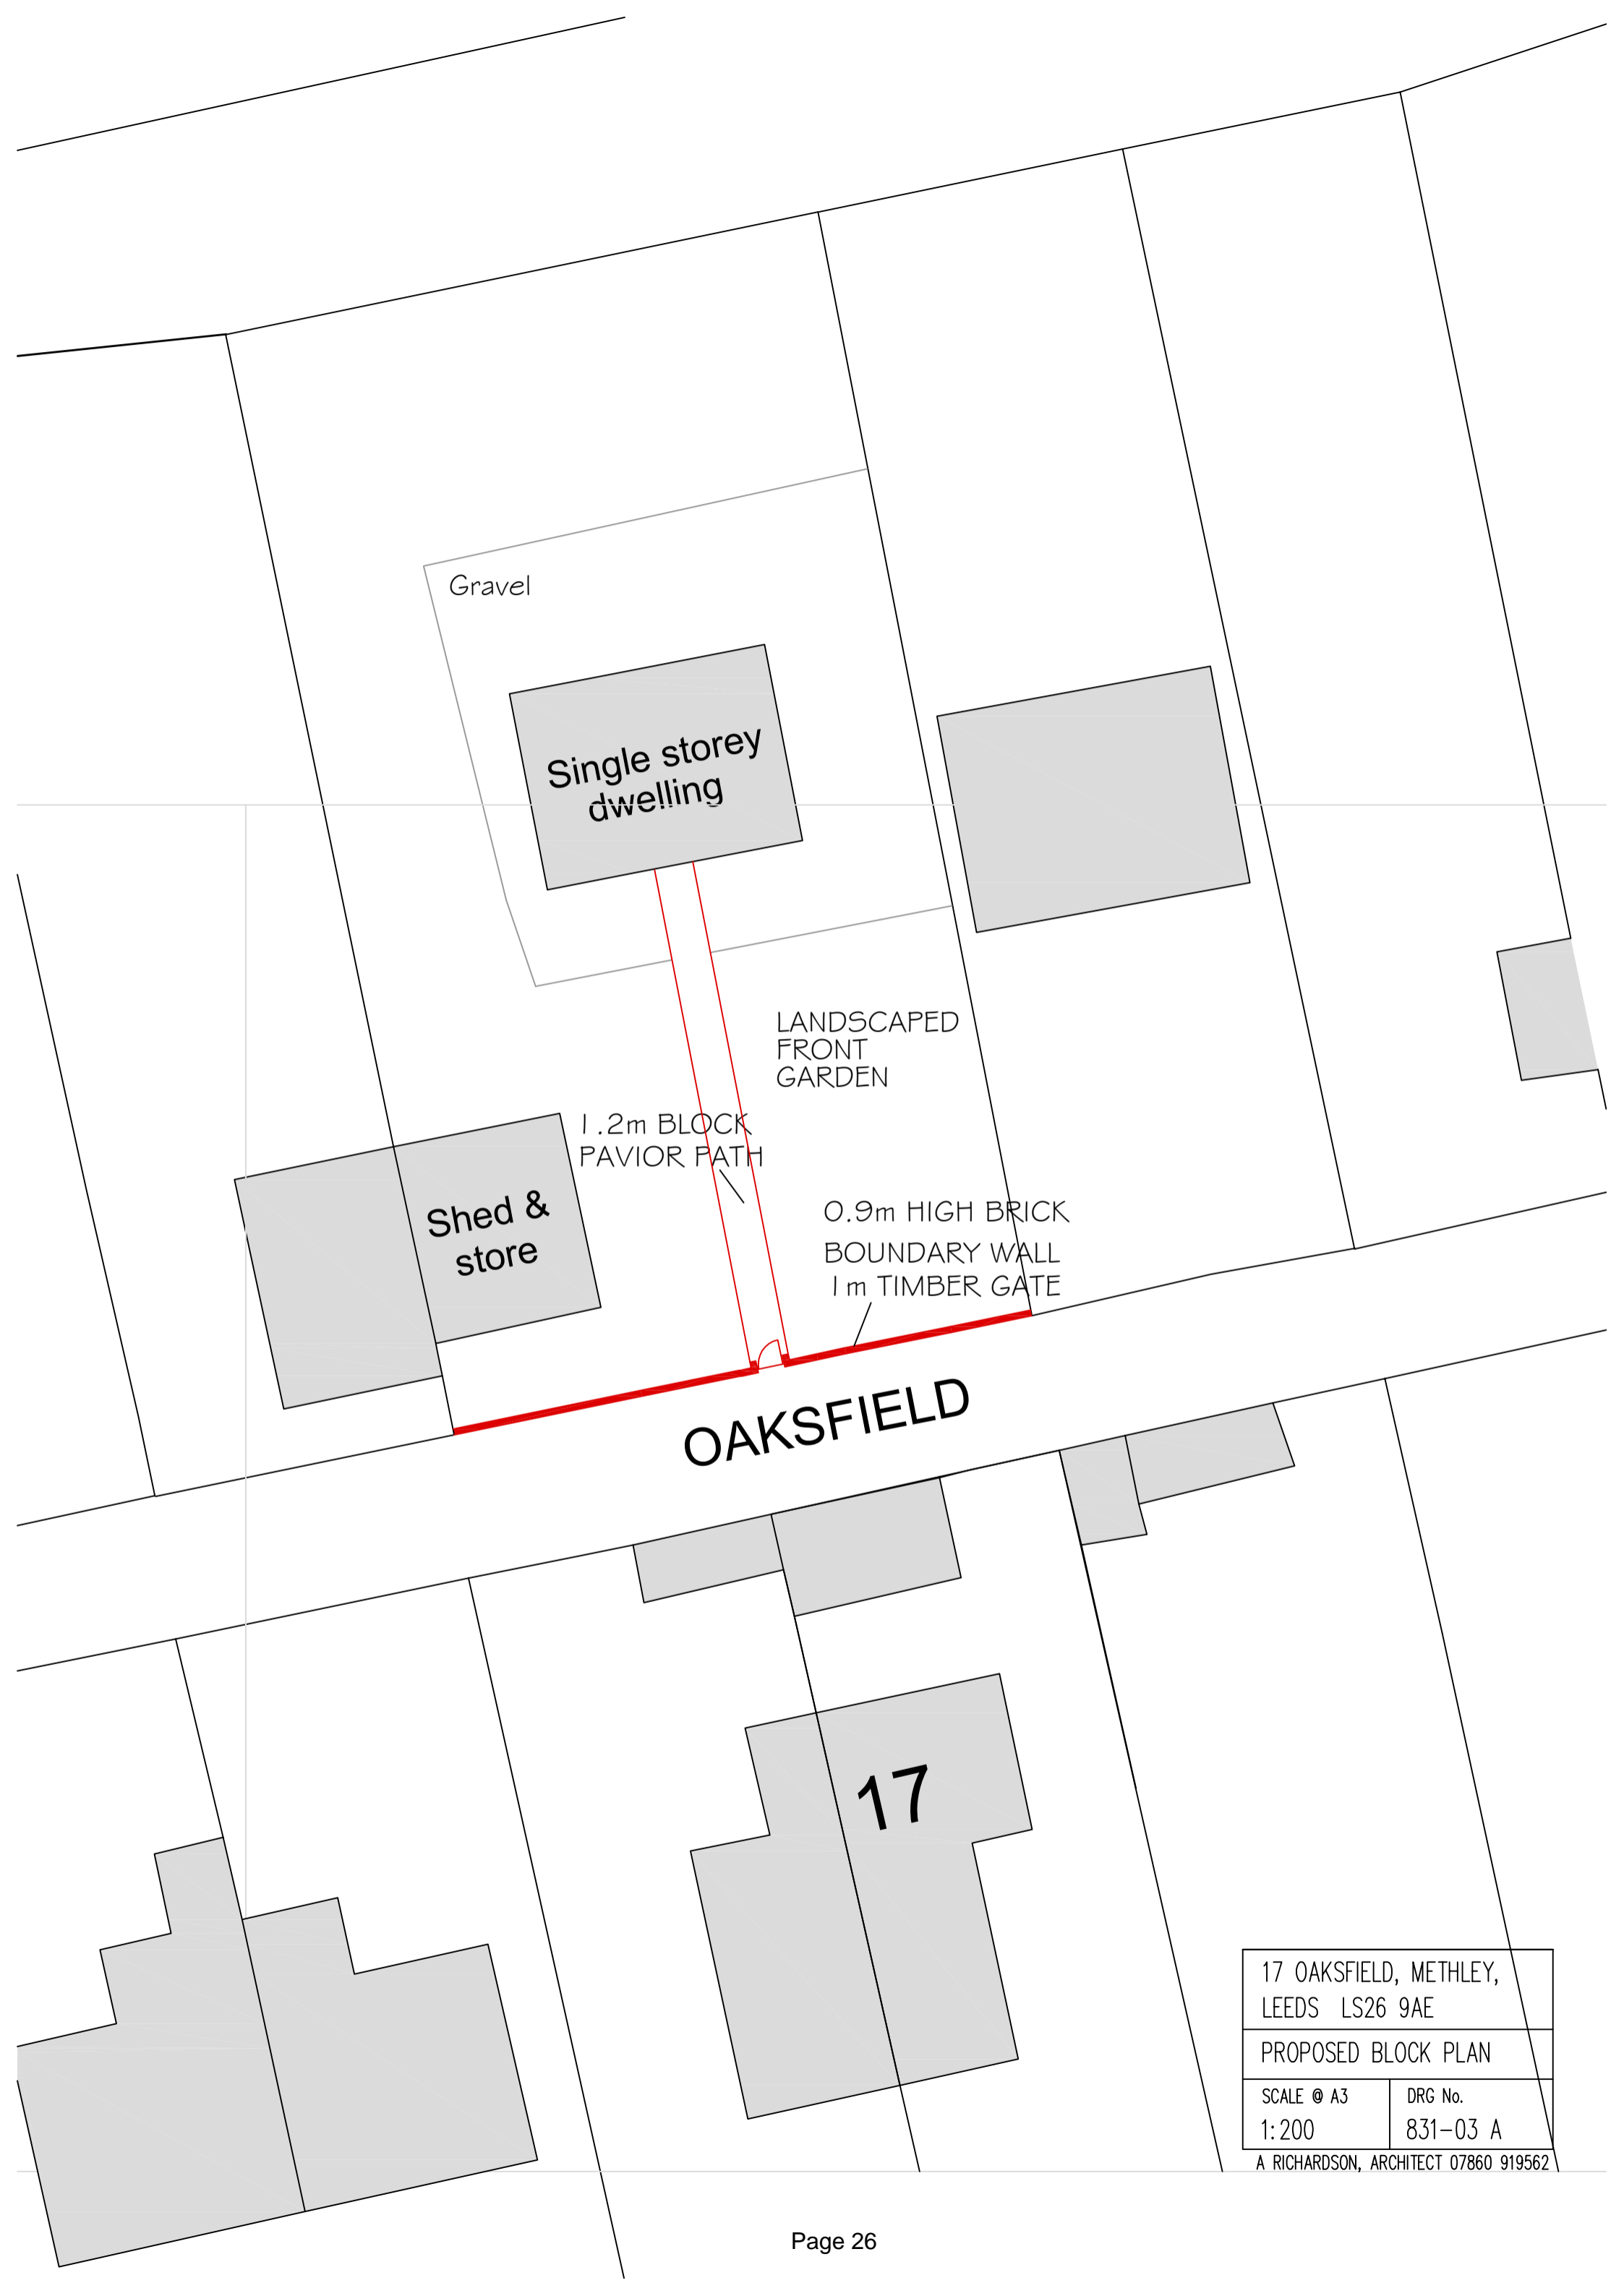 Gravel
Single storey
dwelling
LANDSCAPED
FRONT
GARDEN
1.2m BLOCK
PAVIOR PATH
Shed &
store
0.9m HIGH BRICK
BOUNDARY WALL
1m TIMBER GATE
OAKSFIELD
17
17 OAKSFIELD, METHLEY,
LEEDS LS26 9AE
PROPOSED BLOCK PLAN
SCALE @ A3
1:200
DRG No.
831-03 A
A RICHARDSON, ARCHITECT 07860 919562
Page 26